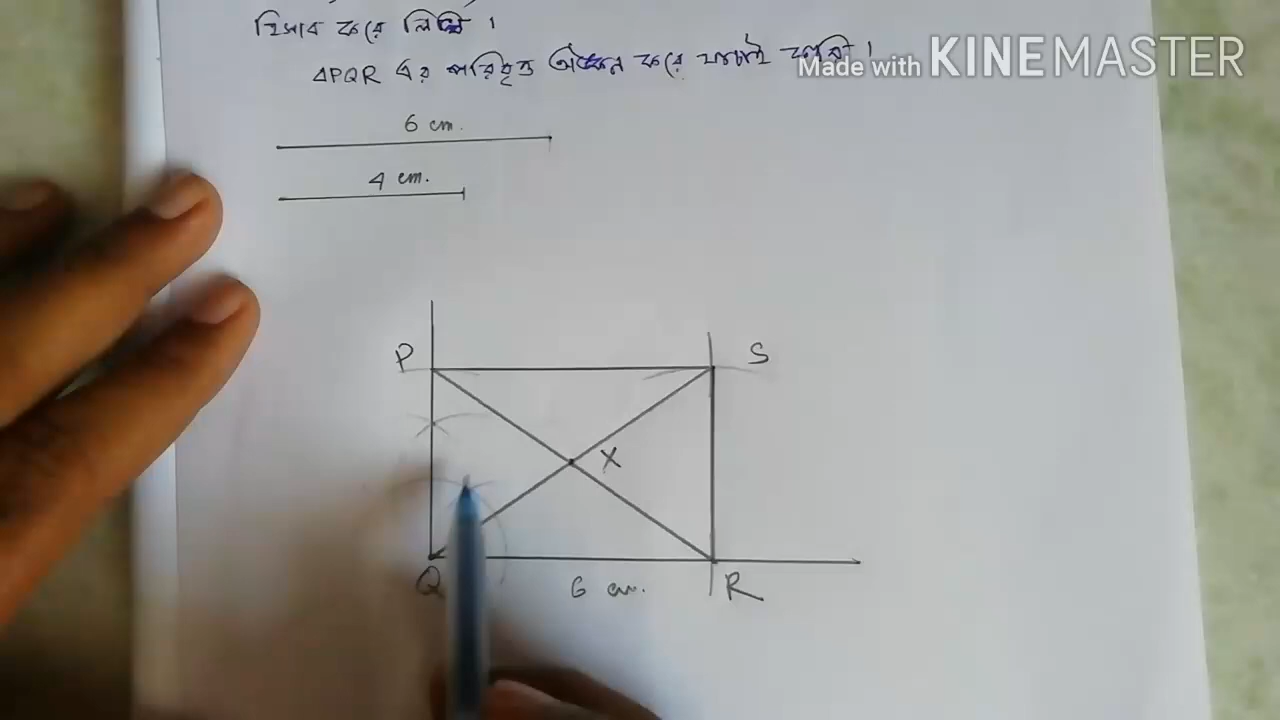 হিসাব করে লিখি।
ΔPQR এর পরিবৃত্ত অঙ্কন করে যাচাই করি।
Made with KINEMASTER
6 cm.
4 cm.
P S
X
Q 6 cm. R